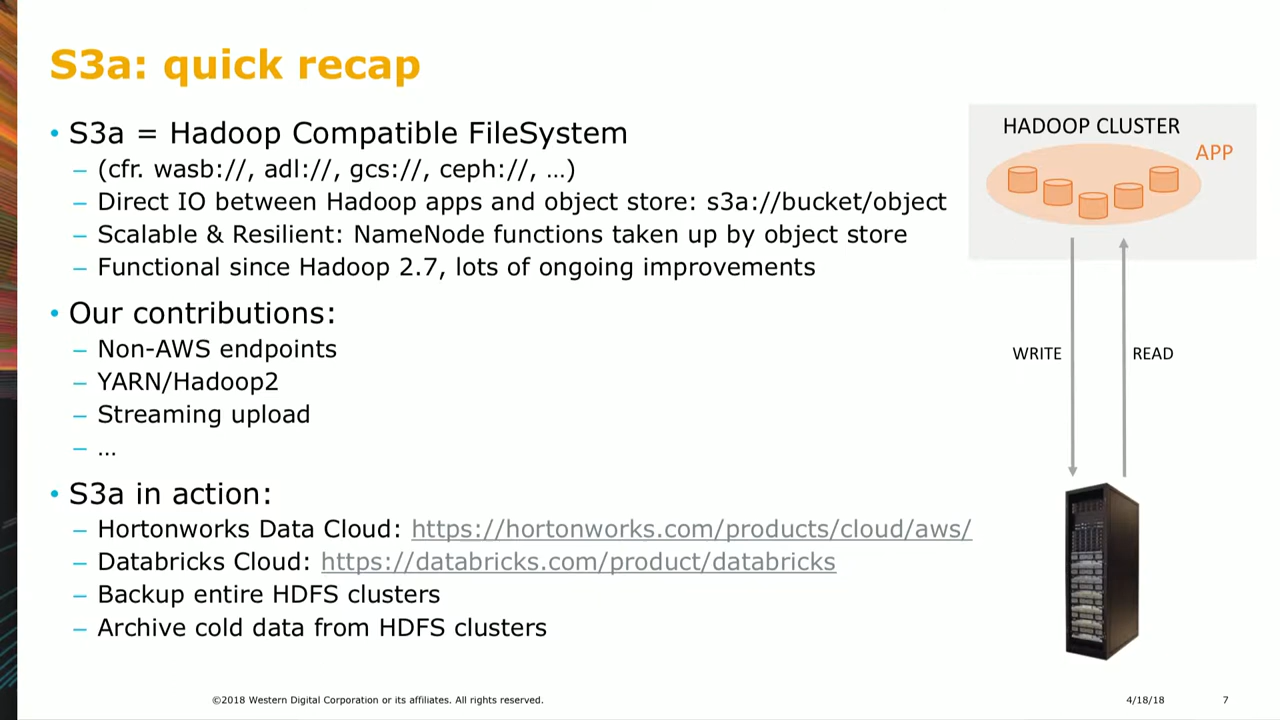 S3a: quick recap
• S3a = Hadoop Compatible FileSystem
– (cfr. wasb://, adl://, gcs://, ceph://, …)
– Direct IO between Hadoop apps and object store: s3a://bucket/object
– Scalable & Resilient: NameNode functions taken up by object store
– Functional since Hadoop 2.7, lots of ongoing improvements
• Our contributions:
– Non-AWS endpoints
– YARN/Hadoop2
– Streaming upload
– …
• S3a in action:
– Hortonworks Data Cloud: https://hortonworks.com/products/cloud/aws/
– Databricks Cloud: https://databricks.com/product/databricks
– Backup entire HDFS clusters
– Archive cold data from HDFS clusters
HADOOP CLUSTER
APP
WRITE
READ
©2018 Western Digital Corporation or its affiliates. All rights reserved.
4/18/18
7